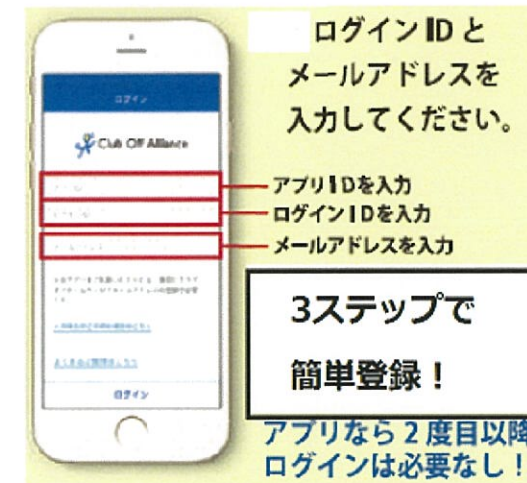 ログインIDと
メールアドレスを
入力してください。
ログイン
Club Off Alliance
アプリIDを入力
ログインIDを入力
メールアドレスを入力
ログイン
3ステップで
簡単登録！
アプリなら2度目以降
ログインは必要なし！